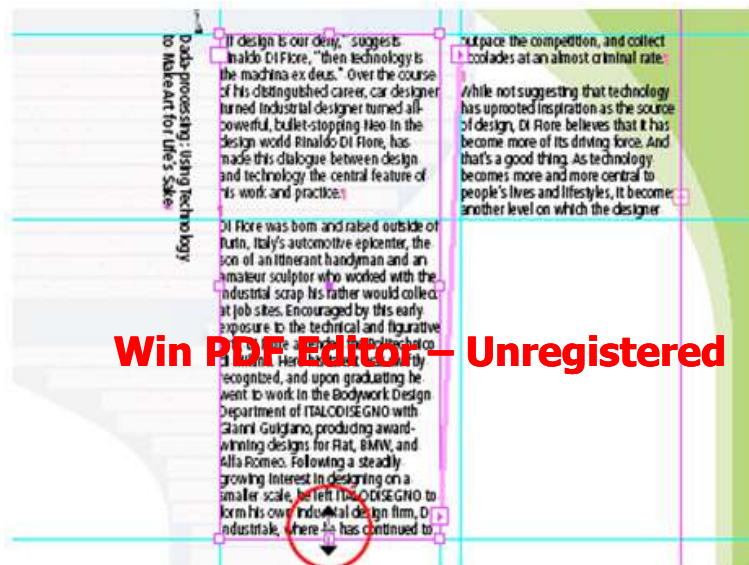 Dada-processing: Using Technology
to Make Art for Life's Sake
"If design is our deity," suggests
Rinaldo Di Fiore, "then technology is
the machina ex deus." Over the course
of his distinguished career, car designer
turned industrial designer turned all-
powerful, bullet-stopping Neo in the
design world Rinaldo Di Fiore, has
made this dialogue between design
and technology the central feature of
his work and practice.
Di Fiore was born and raised outside of
Turin, Italy's automotive epicenter, the
son of an itinerant handyman and an
amateur sculptor who worked with the
industrial scrap his father would collect
at job sites. Encouraged by this early
exposure to the technical and figurative
recognized, and upon graduating he
went to work in the Bodywork Design
Department of ITALODISEGNO with
Gianni Guigiano, producing award-
winning designs for Fiat, BMW, and
Alfa Romeo. Following a steadily
growing interest in designing on a
smaller scale, he left ITALODISEGNO to
form his own industrial design firm, D
Industriale, where he has continued to
outpace the competition, and collect
accolades at an almost criminal rate.
While not suggesting that technology
has uprooted inspiration as the source
of design, Di Fiore believes that it has
become more of its driving force. And
that's a good thing. As technology
becomes more and more central to
people's lives and lifestyles, it becomes
another level on which the designer
Win PDF Editor – Unregistered